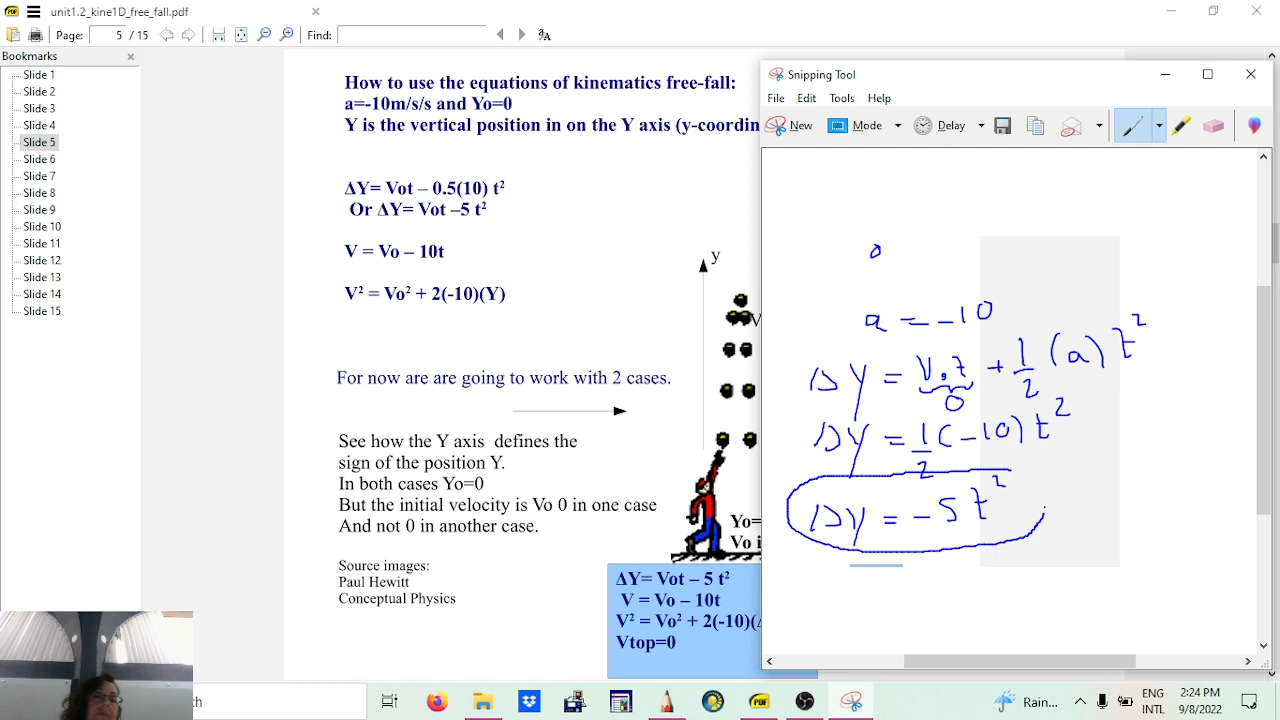 unit1.2_kine1D_free_fall.pdf
Page: 5 / 15 Find:
Bookmarks
Slide 1
Slide 2
Slide 3
Slide 4
Slide 5
Slide 6
Slide 7
Slide 8
Slide 9
Slide 10
Slide 11
Slide 12
Slide 13
Slide 14
Slide 15
How to use the equations of kinematics free-fall:
a=-10m/s/s and Yo=0
Y is the vertical position in on the Y axis (y-coordin
ΔY= Vot – 0.5(10) t²
Or ΔY= Vot –5 t²
V = Vo – 10t
V² = Vo² + 2(-10)(Y)
For now are are going to work with 2 cases.
See how the Y axis defines the
sign of the position Y.
In both cases Yo=0
But the initial velocity is Vo 0 in one case
And not 0 in another case.
Source images:
Paul Hewitt
Conceptual Physics
y
V
Yo=
Vo i
ΔY= Vot – 5 t²
V = Vo – 10t
V² = Vo² + 2(-10)(
Vtop=0
Snipping Tool
File Edit Tools Help
New Mode Delay
a = -10
ΔY = V₀t + 1/2 (a) t²
0
ΔY = 1/2 (-10) t²
ΔY = -5 t²
rch
Rain...
ENG
INTL
2:24 PM
9/8/2022